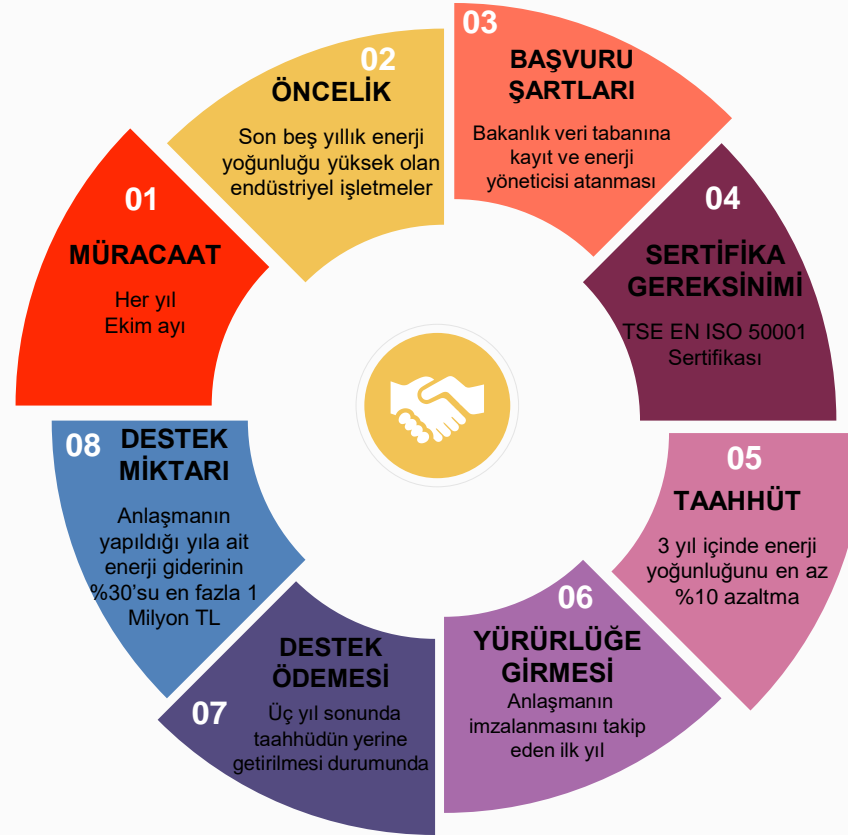 01
MÜRACAAT
Her yıl
Ekim ayı
02
ÖNCELİK
Son beş yıllık enerji
yoğunluğu yüksek olan
endüstriyel işletmeler
03
BAŞVURU
ŞARTLARI
Bakanlık veri tabanına
kayıt ve enerji
yöneticisi atanması
04
SERTİFİKA
GEREKSİNİMİ
TSE EN ISO 50001
Sertifikası
05
TAAHHÜT
3 yıl içinde enerji
yoğunluğunu en az
%10 azaltma
06
YÜRÜRLÜĞE
GİRMESİ
Anlaşmanın
imzalanmasını takip
eden ilk yıl
07
DESTEK
ÖDEMESİ
Üç yıl sonunda
taahhüdün yerine
getirilmesi durumunda
08
DESTEK
MİKTARI
Anlaşmanın
yapıldığı yıla ait
enerji giderinin
%30’su en fazla 1
Milyon TL